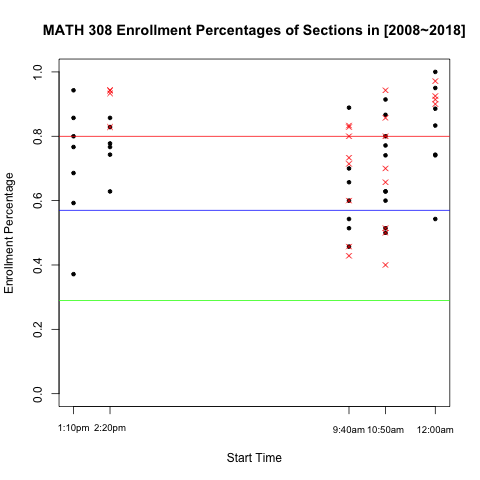 MATH 308 Enrollment Percentages of Sections in [2008~2018]
1.0
0.8
0.6
0.4
0.2
0.0
Enrollment Percentage
1:10pm 2:20pm 9:40am 10:50am 12:00am
Start Time